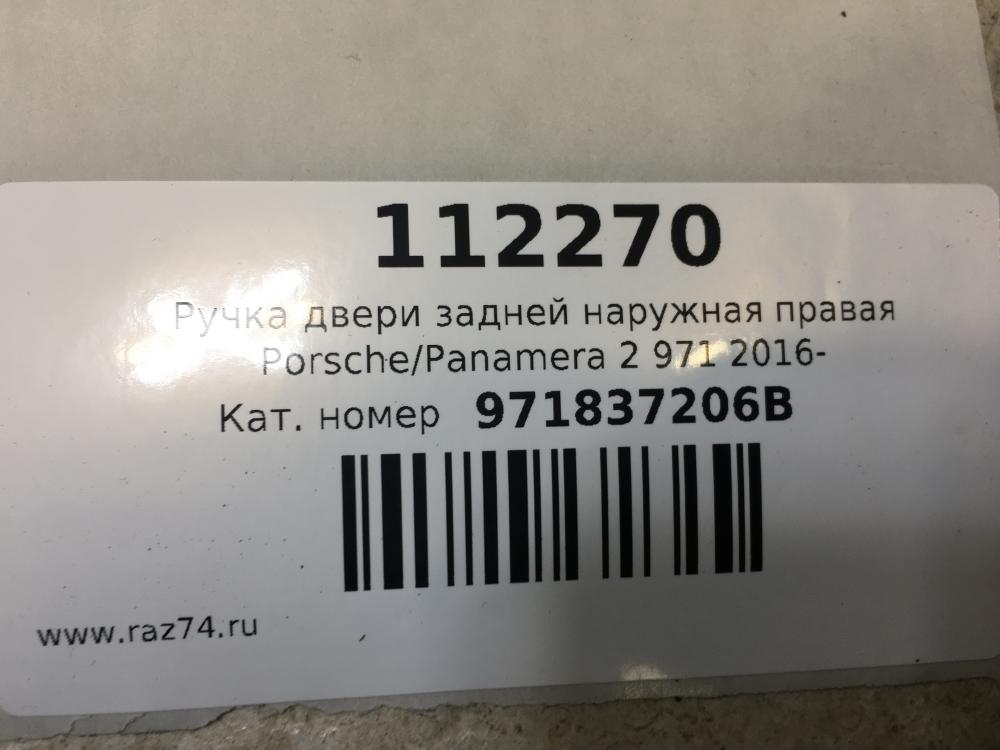 112270
Ручка двери задней наружная правая
Porsche/Panamera 2 971 2016-
Кат. номер 971837206B
www.raz74.ru